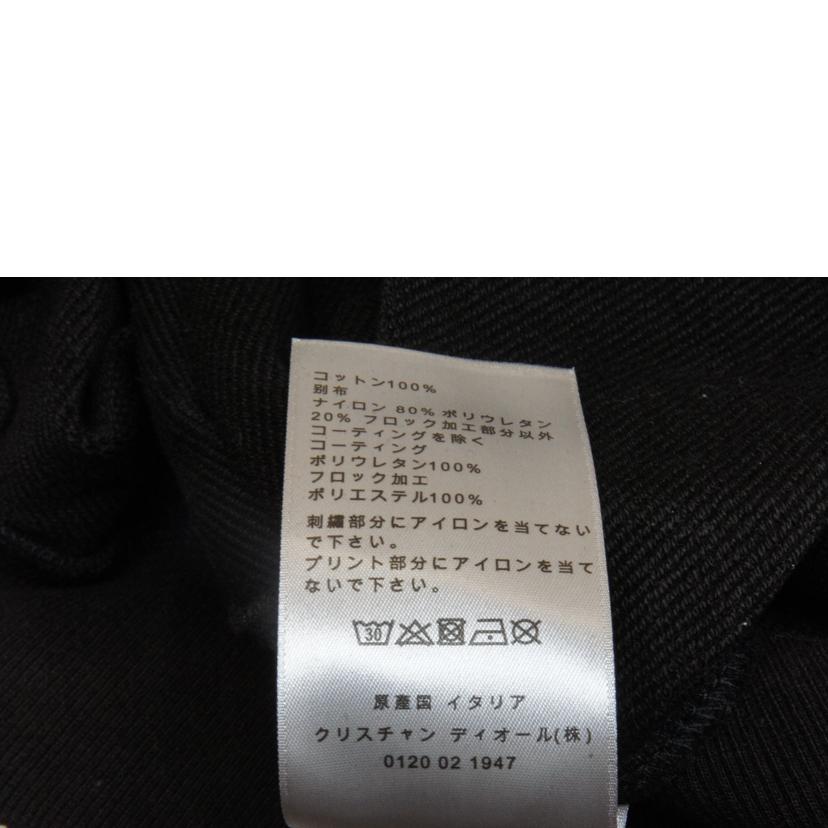 コットン100%
別布
ナイロン 80% ポリウレタン
20% フロック加工部分以外
コーティングを除く
コーティング
ポリウレタン100%
フロック加工
ポリエステル100%
刺繍部分にアイロンを当てない
で下さい。
プリント部分にアイロンを当て
ないで下さい。
30
原產国 イタリア
クリスチャン ディオール(株)
0120 02 1947